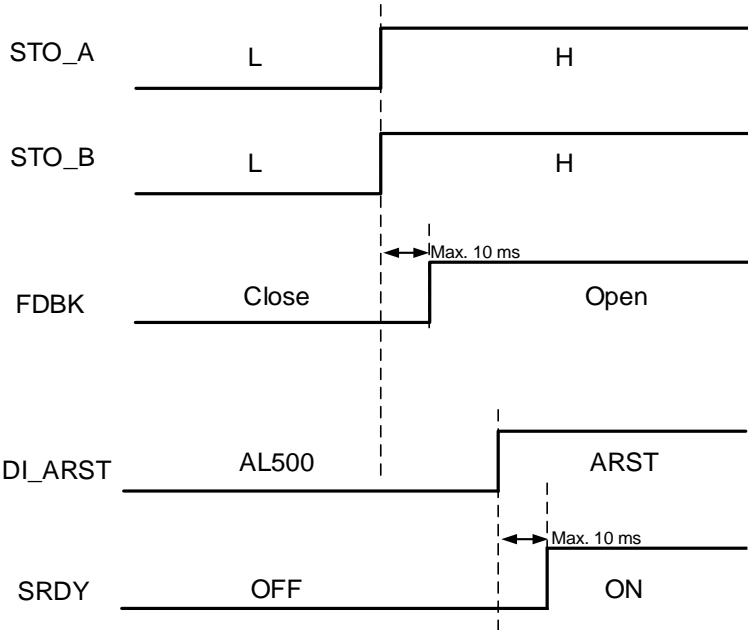 STO_A L H
STO_B L H
Max. 10 ms
FDBK Close Open
DI_ARST AL500 ARST
Max. 10 ms
SRDY OFF ON